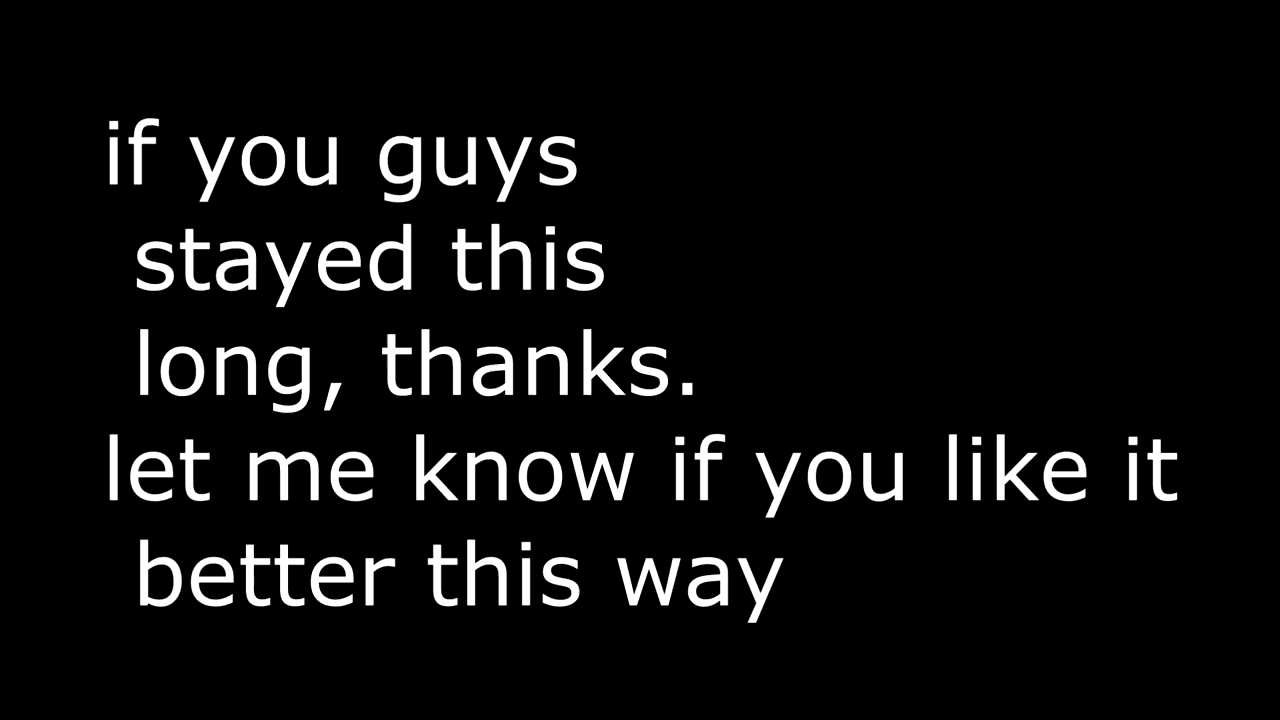 if you guys
stayed this
long, thanks.
let me know if you like it
better this way